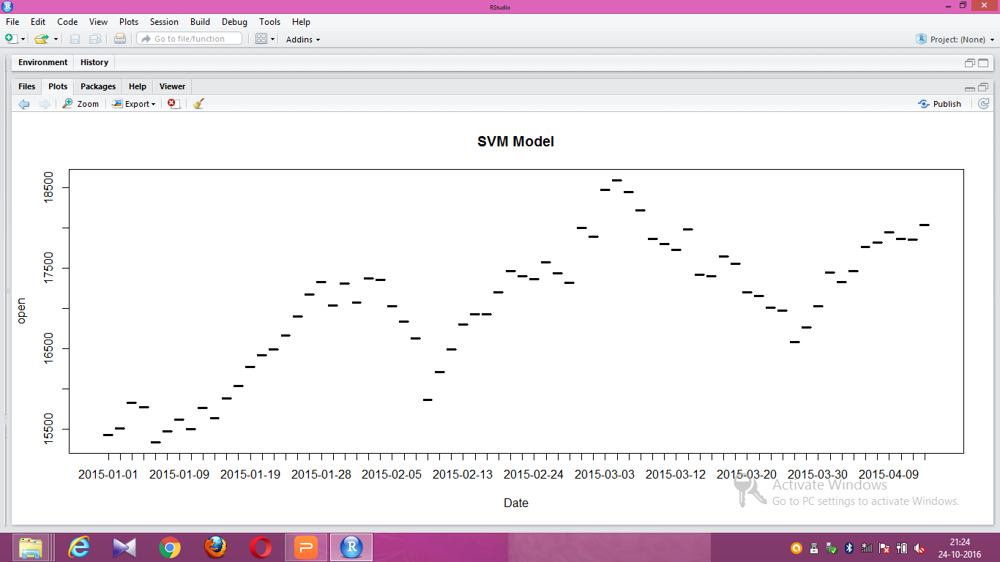 RStudio
File Edit Code View Plots Session Build Debug Tools Help
Go to file/function Addins Project: (None)
Environment History
Files Plots Packages Help Viewer
Zoom Export Publish
SVM Model
18500
17500
16500
15500
open
2015-01-01 2015-01-09 2015-01-19 2015-01-28 2015-02-05 2015-02-13 2015-02-24 2015-03-03 2015-03-12 2015-03-20 2015-03-30 2015-04-09
Date
Activate Windows
Go to PC settings to activate Windows.
21:24
24-10-2016